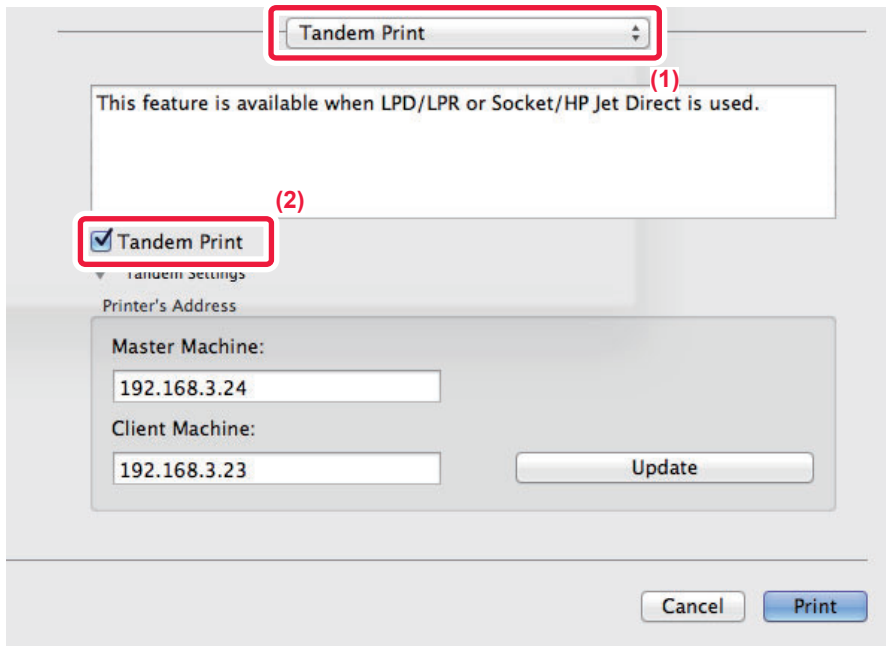 Tandem Print
(1)
This feature is available when LPD/LPR or Socket/HP Jet Direct is used.
(2)
Tandem Print
Tandem Settings
Printer's Address
Master Machine:
192.168.3.24
Client Machine:
192.168.3.23
Update
Cancel
Print